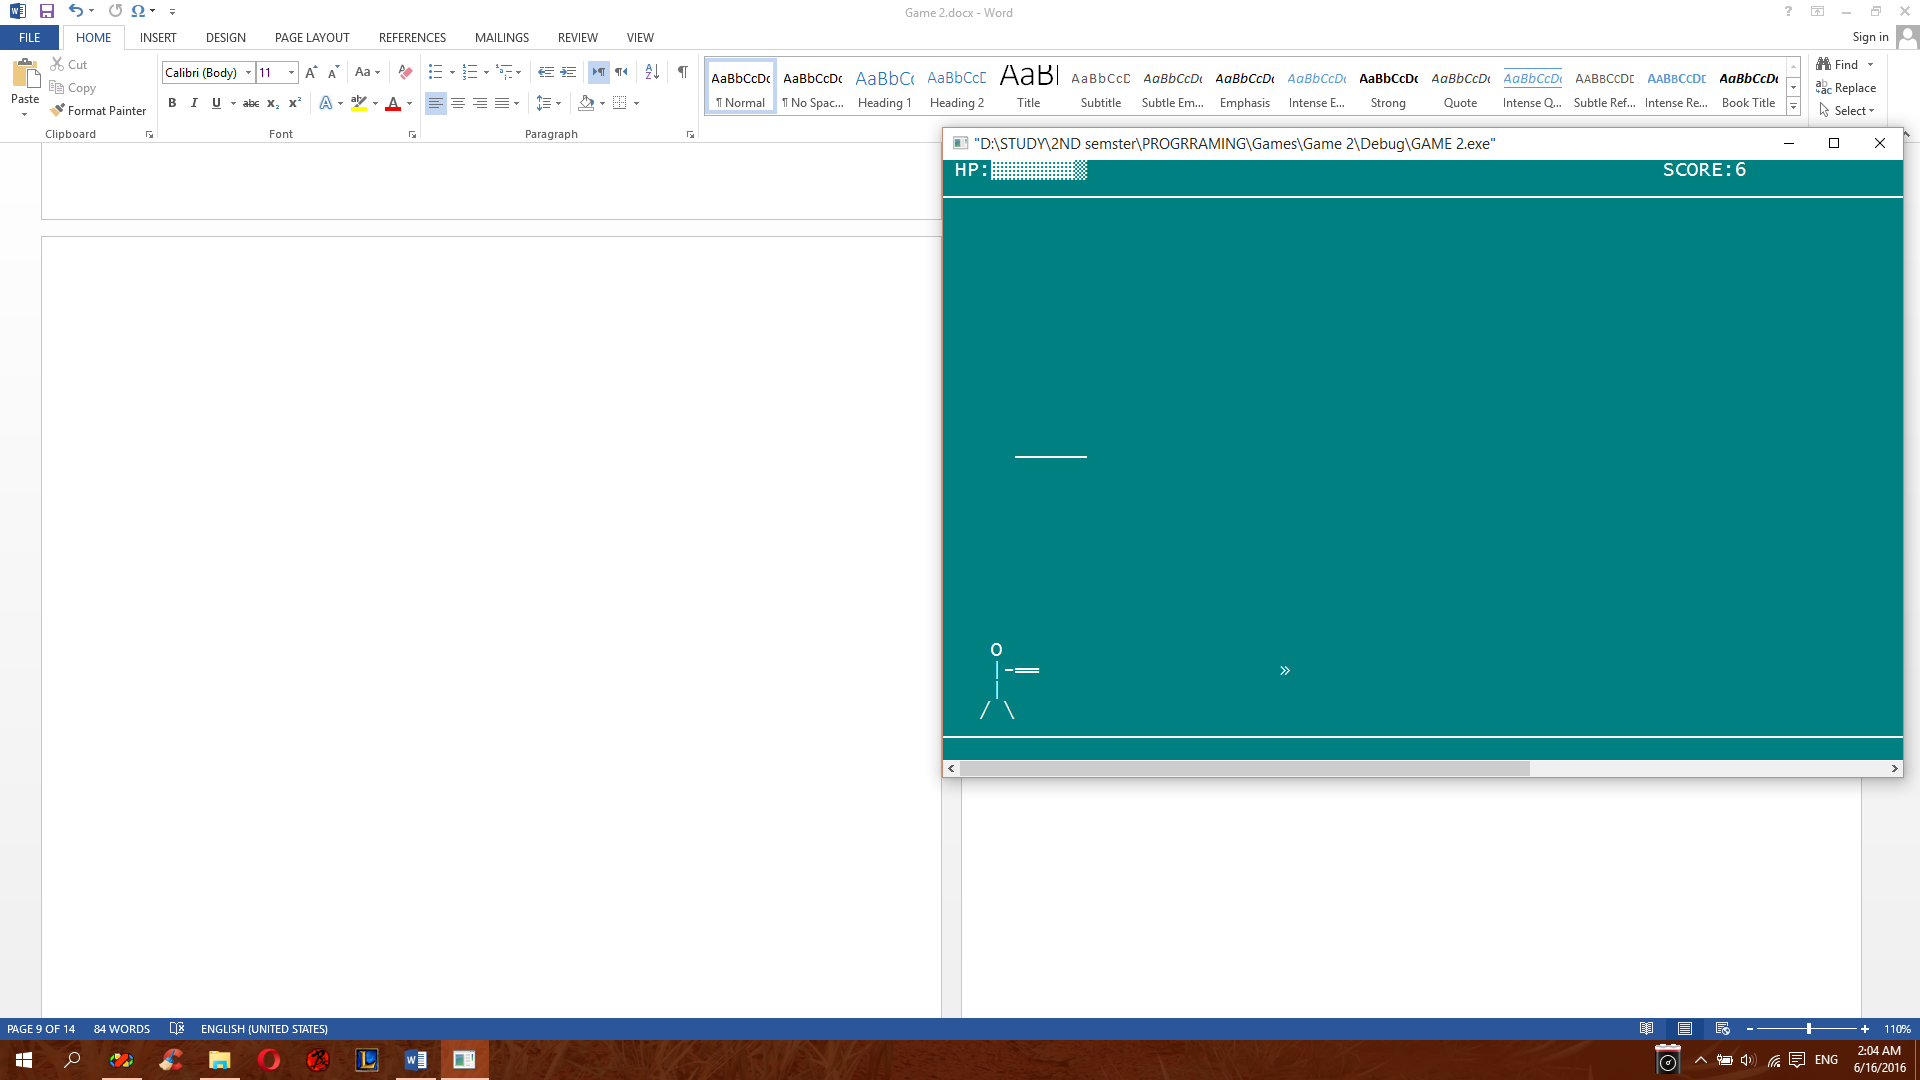 Game 2.docx - Word
FILE HOME INSERT DESIGN PAGE LAYOUT REFERENCES MAILINGS REVIEW VIEW Sign in
Paste
Cut
Copy
Format Painter
Clipboard
Calibri (Body) 11
Font
Paragraph
AaBbCcDc AaBbCcDc AaBbCc AaBbCcD AaBl AaBbCcD AaBbCcDc AaBbCcDc AaBbCcDc AaBbCcDc AaBbCcDc AaBbCcDc AABBCCDE AABBCCDE AaBbCcDc
¶ Normal ¶ No Spac... Heading 1 Heading 2 Title Subtitle Subtle Em... Emphasis Intense E... Strong Quote Intense Q... Subtle Ref... Intense Re... Book Title
Find
Replace
Select
"D:\STUDY\2ND semster\PROGRRAMING\Games\Game 2\Debug\GAME 2.exe"
HP: SCORE:6
PAGE 9 OF 14 84 WORDS ENGLISH (UNITED STATES) 110%
ENG
2:04 AM
6/16/2016